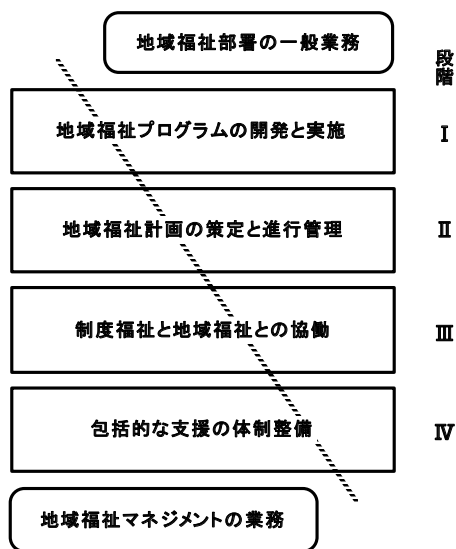 地域福祉部署の一般業務
段階
地域福祉プログラムの開発と実施
Ⅰ
地域福祉計画の策定と進行管理
Ⅱ
制度福祉と地域福祉との協働
Ⅲ
包括的な支援の体制整備
Ⅳ
地域福祉マネジメントの業務